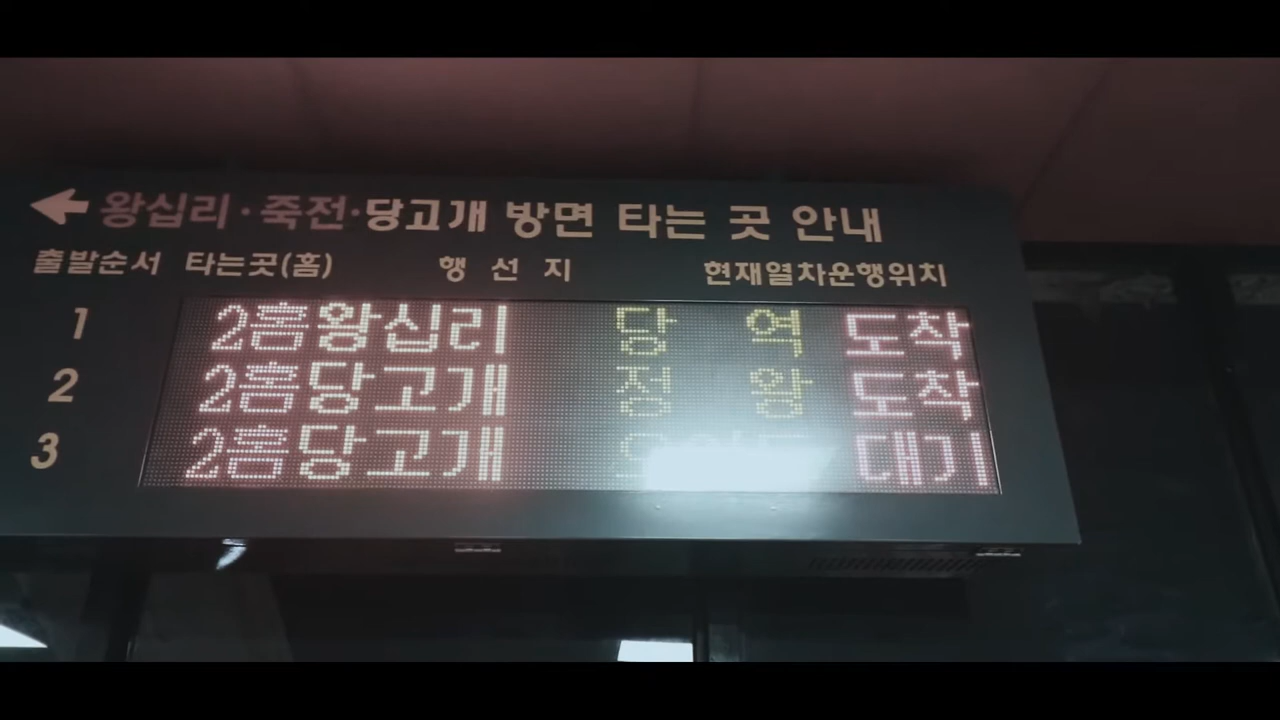 ← 왕십리·죽전·당고개 방면 타는 곳 안내
출발순서 타는곳(홈) 행선지 현재열차운행위치
1 2홈 왕십리 당역 도착
2 2홈 당고개 정왕 도착
3 2홈 당고개 대기